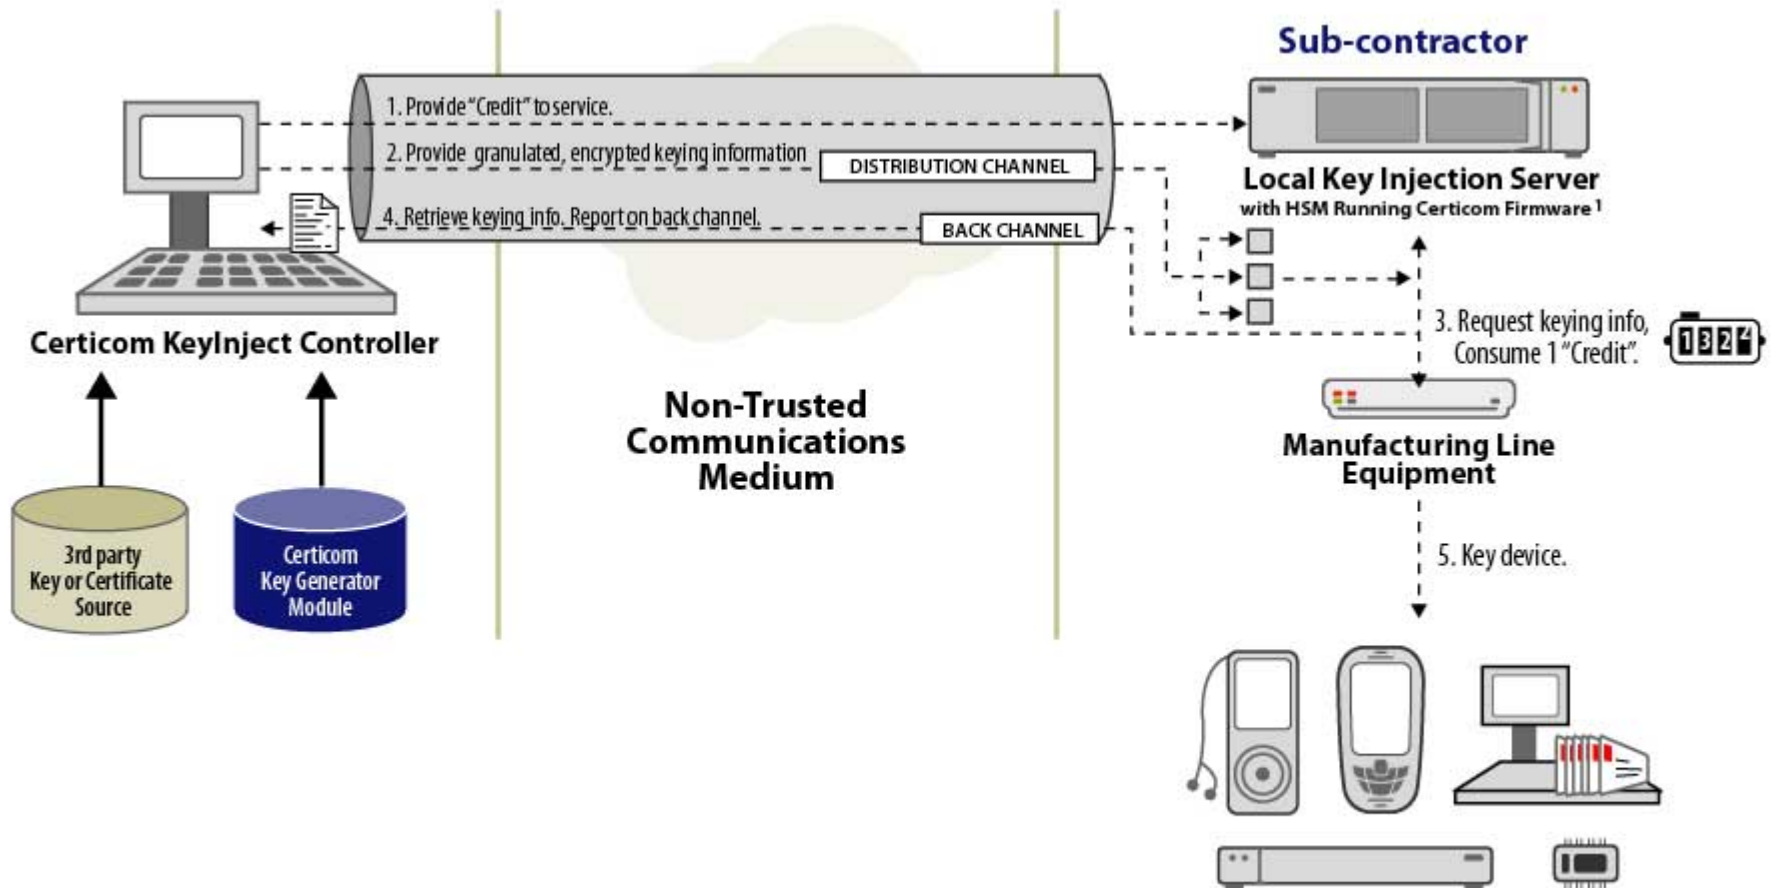 Sub-contractor
1. Provide "Credit" to service.
2. Provide granulated, encrypted keying information
DISTRIBUTION CHANNEL
4. Retrieve keying info. Report on back channel.
BACK CHANNEL
Local Key Injection Server
with HSM Running Certicom Firmware 1
Certicom KeyInject Controller
3. Request keying info,
Consume 1 "Credit".
1324
Non-Trusted
Communications
Medium
Manufacturing Line
Equipment
3rd party
Key or Certificate
Source
Certicom
Key Generator
Module
5. Key device.